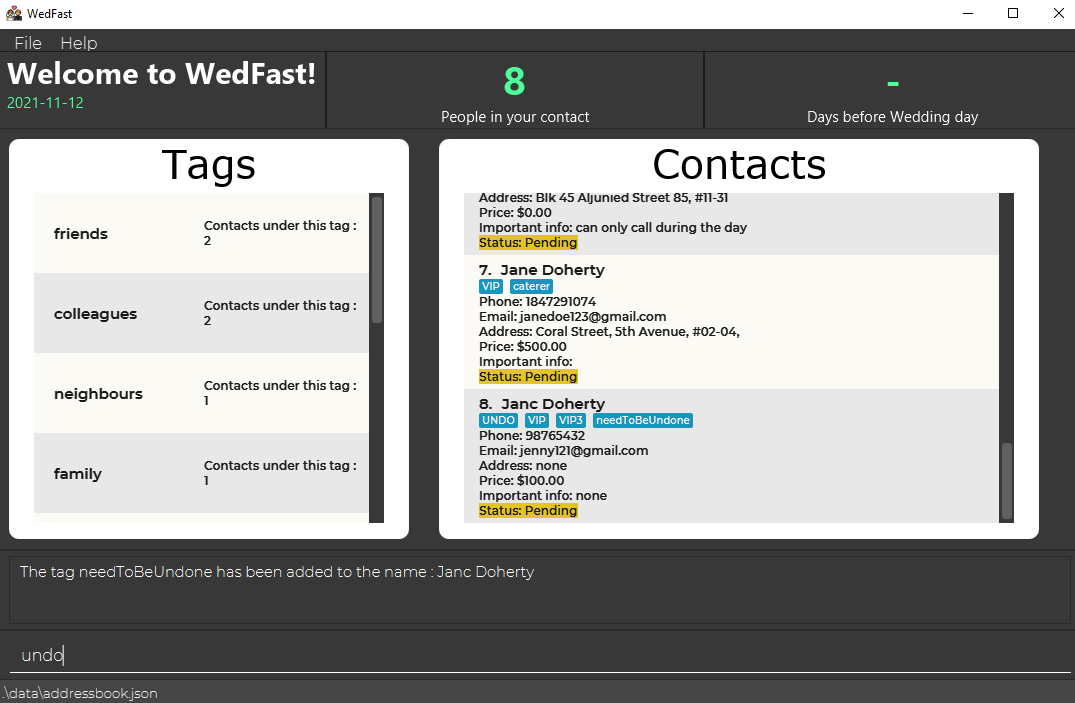 WedFast
File Help
Welcome to WedFast!
2021-11-12
8
People in your contact
-
Days before Wedding day
Tags
friends
Contacts under this tag :
2
colleagues
Contacts under this tag :
2
neighbours
Contacts under this tag :
1
family
Contacts under this tag :
1
Contacts
Address: Blk 45 Aljunied Street 85, #11-31
Price: $0.00
Important info: can only call during the day
Status: Pending
7. Jane Doherty
VIP caterer
Phone: 1847291074
Email: janedoe123@gmail.com
Address: Coral Street, 5th Avenue, #02-04,
Price: $500.00
Important info:
Status: Pending
8. Janc Doherty
UNDO VIP VIP3 needToBeUndone
Phone: 98765432
Email: jenny121@gmail.com
Address: none
Price: $100.00
Important info: none
Status: Pending
The tag needToBeUndone has been added to the name : Janc Doherty
undo
.\data\addressbook.json